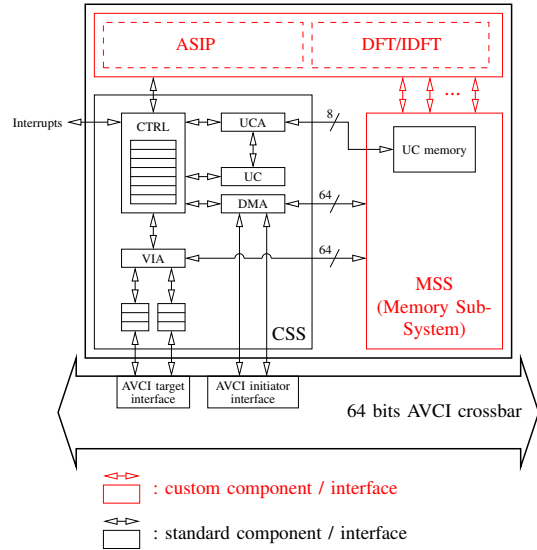 ASIP
DFT/IDFT
...
Interrupts
CTRL
UCA
8
UC memory
UC
DMA
64
VIA
64
MSS
(Memory Sub-
System)
CSS
AVCI target
interface
AVCI initiator
interface
64 bits AVCI crossbar
: custom component / interface
: standard component / interface